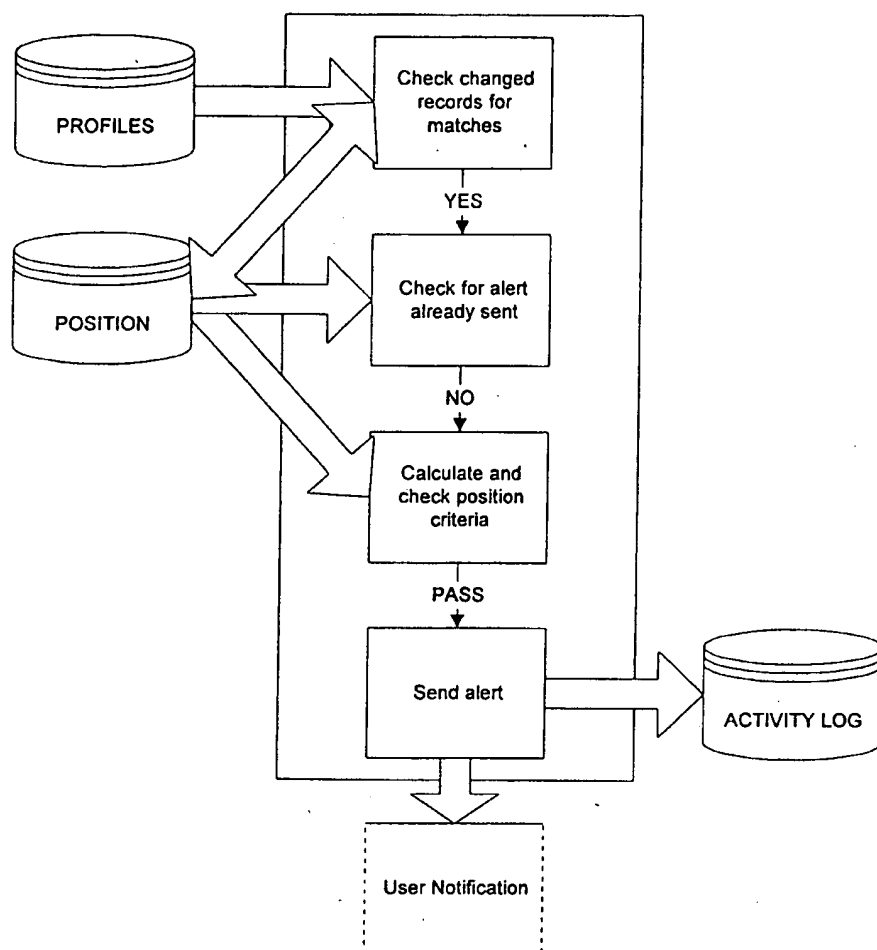 PROFILES
Check changed
records for
matches
YES
POSITION
Check for alert
already sent
NO
Calculate and
check position
criteria
PASS
Send alert
ACTIVITY LOG
User Notification